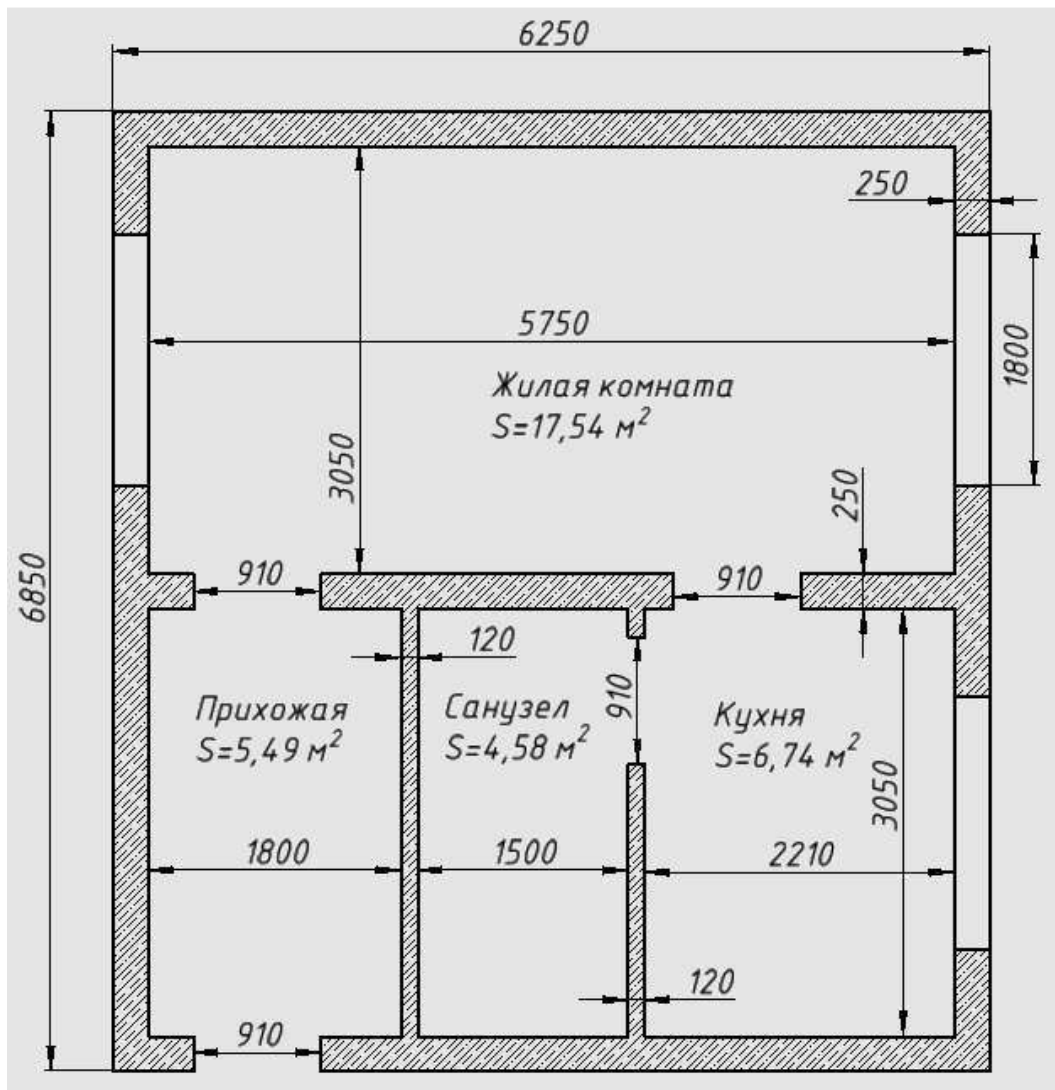 6250
250
5750
1800
Жилая комната
S=17,54 м²
3050
250
6850
910
910
120
910
Прихожая
S=5,49 м²
Санузел
S=4,58 м²
Кухня
S=6,74 м²
3050
1800
1500
2210
120
910